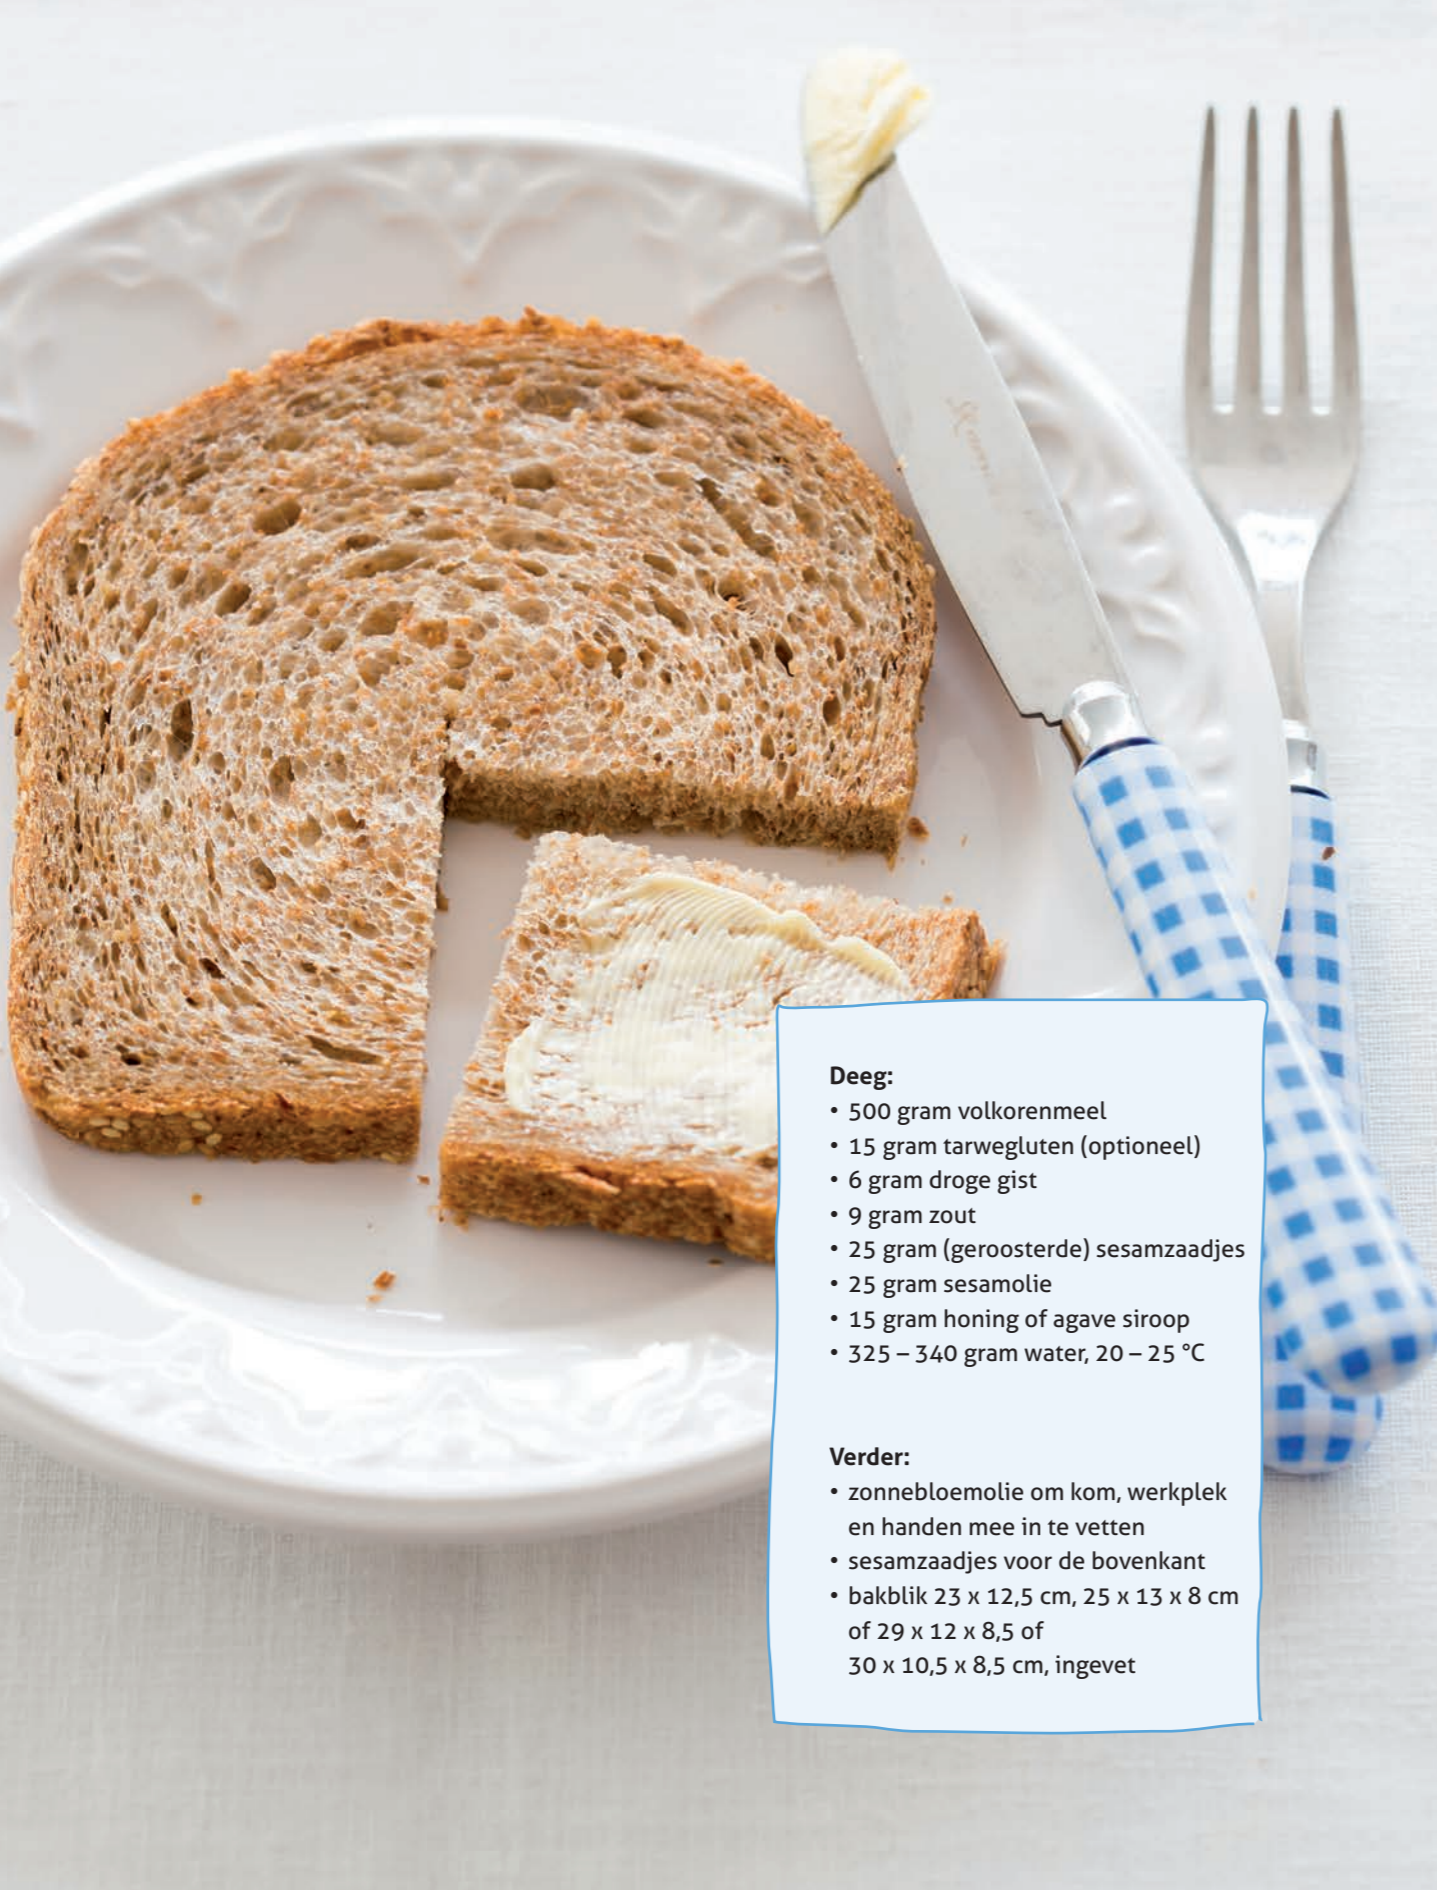 Deeg:
• 500 gram volkorenmeel
• 15 gram tarwegluten (optioneel)
• 6 gram droge gist
• 9 gram zout
• 25 gram (geroosterde) sesamzaadjes
• 25 gram sesamolie
• 15 gram honing of agave siroop
• 325 – 340 gram water, 20 – 25 °C
Verder:
• zonnebloemolie om kom, werkplek
en handen mee in te vetten
• sesamzaadjes voor de bovenkant
• bakblik 23 x 12,5 cm, 25 x 13 x 8 cm
of 29 x 12 x 8,5 of
30 x 10,5 x 8,5 cm, ingevet